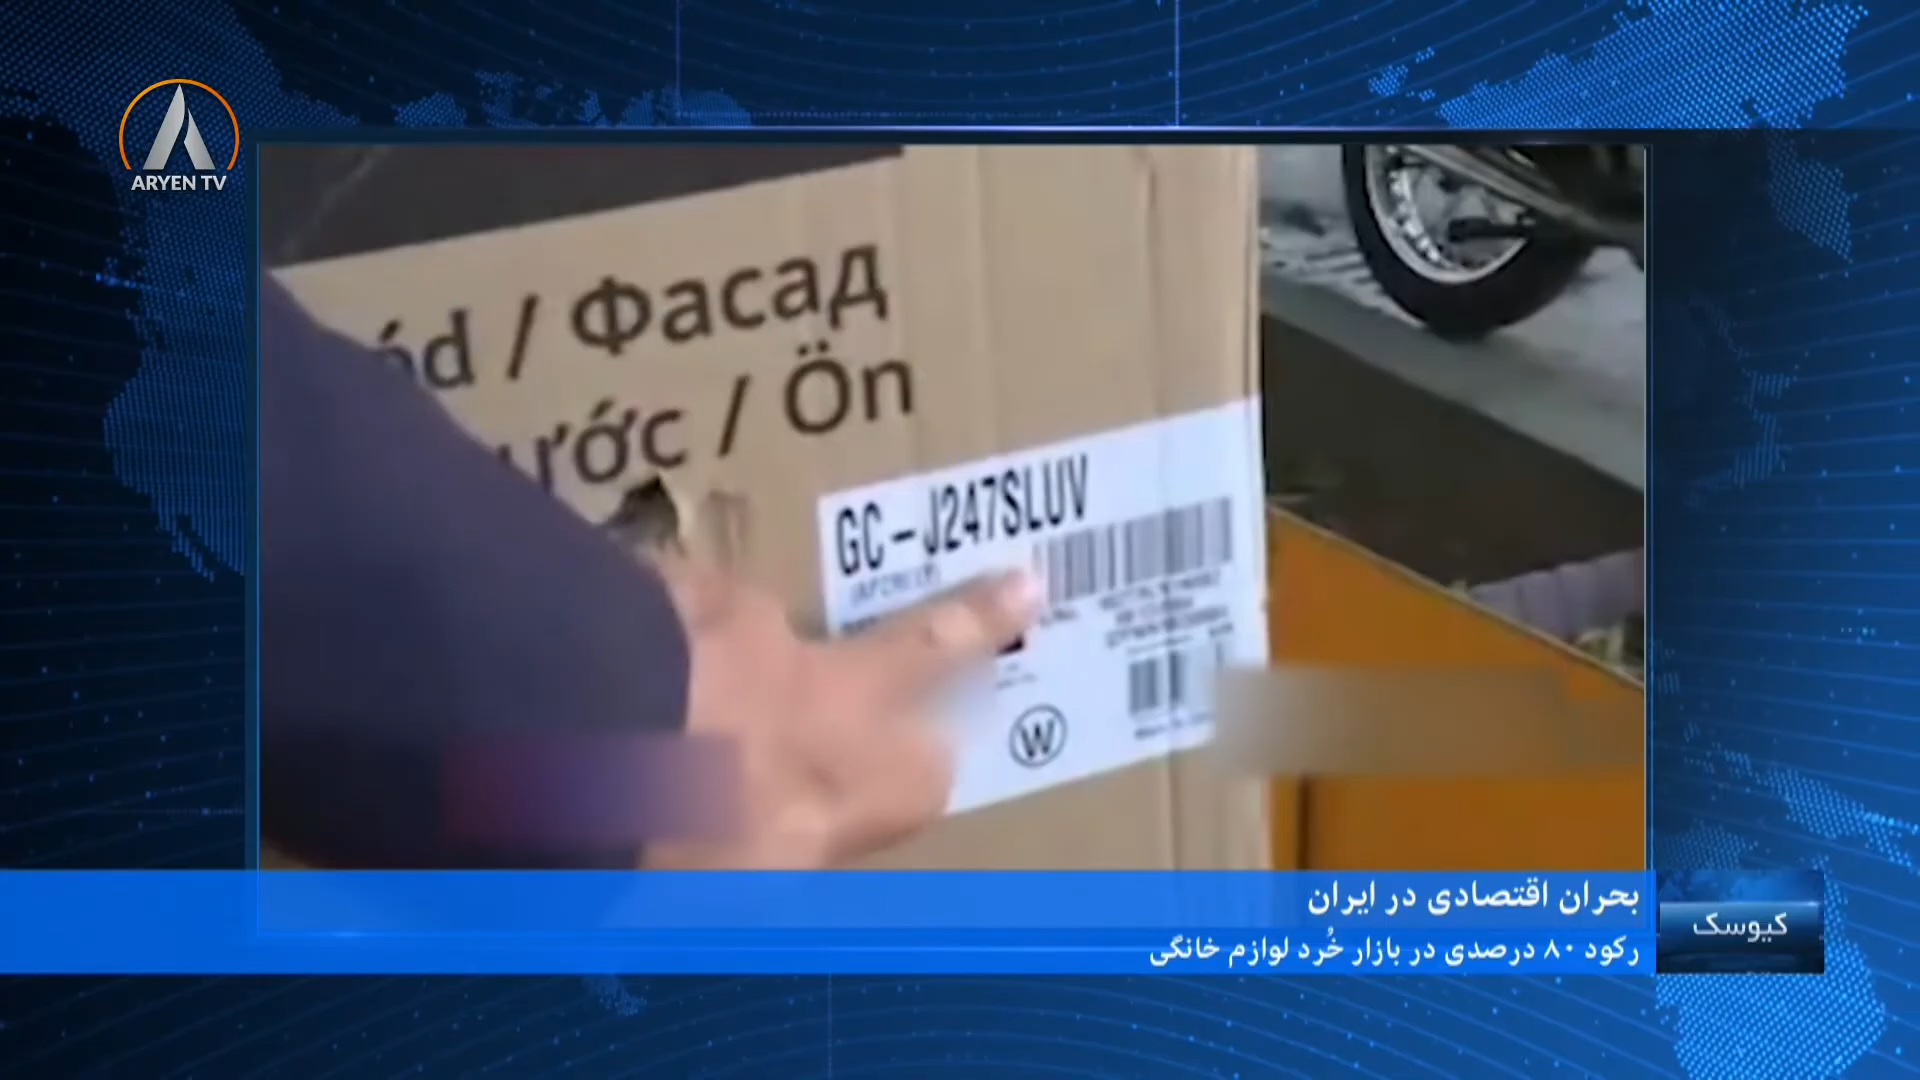 ARYEN TV
ód / Фасад
ước / Ön
GC-J247SLUV
W
بحران اقتصادی در ایران
رکود ۸۰ درصدی در بازار خُرد لوازم خانگی
کیوسک